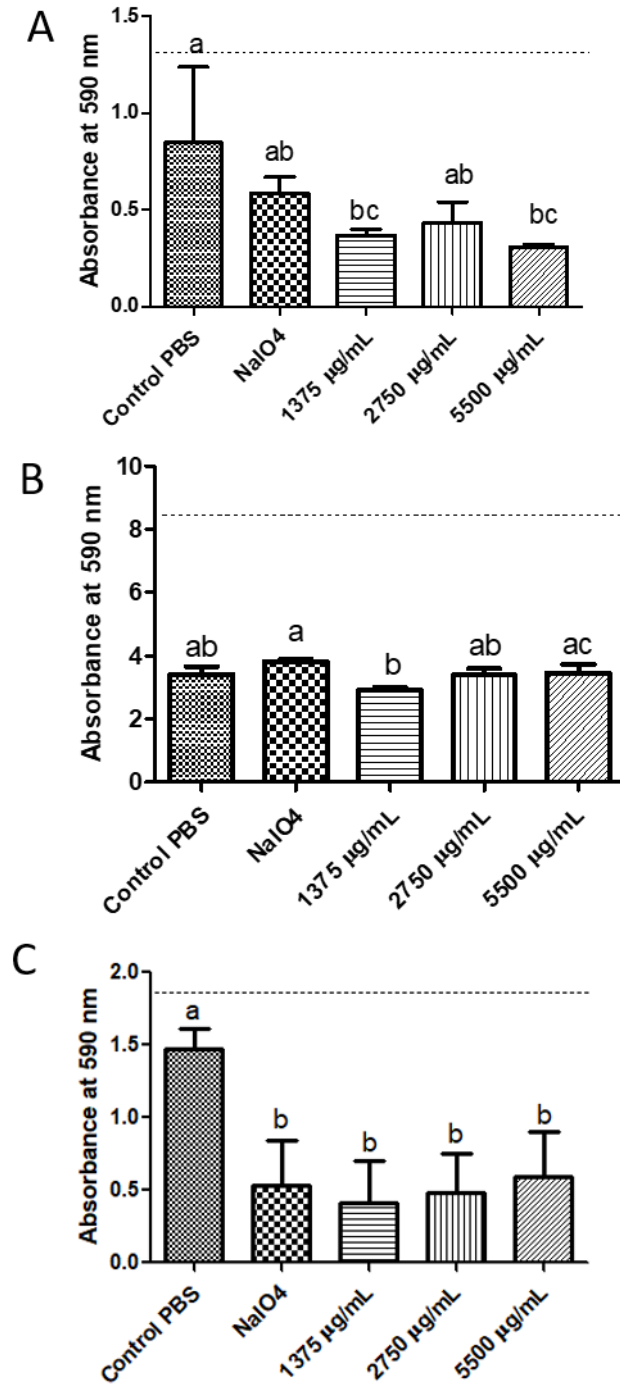 A
Absorbance at 590 nm
1.5
1.0
0.5
0.0
a
ab
bc
ab
bc
Control PBS
NaIO4
1375 µg/mL
2750 µg/mL
5500 µg/mL
B
Absorbance at 590 nm
10
8
6
4
2
0
ab
a
b
ab
ac
Control PBS
NaIO4
1375 µg/mL
2750 µg/mL
5500 µg/mL
C
Absorbance at 590 nm
2.0
1.5
1.0
0.5
0.0
a
b
b
b
b
Control PBS
NaIO4
1375 µg/mL
2750 µg/mL
5500 µg/mL